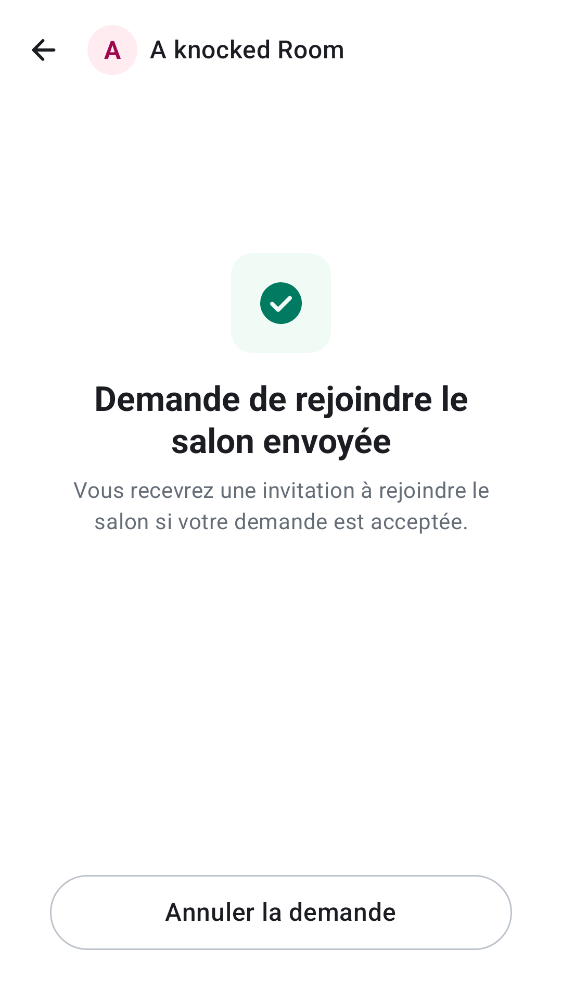 A
A knocked Room
Demande de rejoindre le
salon envoyée
Vous recevrez une invitation à rejoindre le
salon si votre demande est acceptée.
Annuler la demande